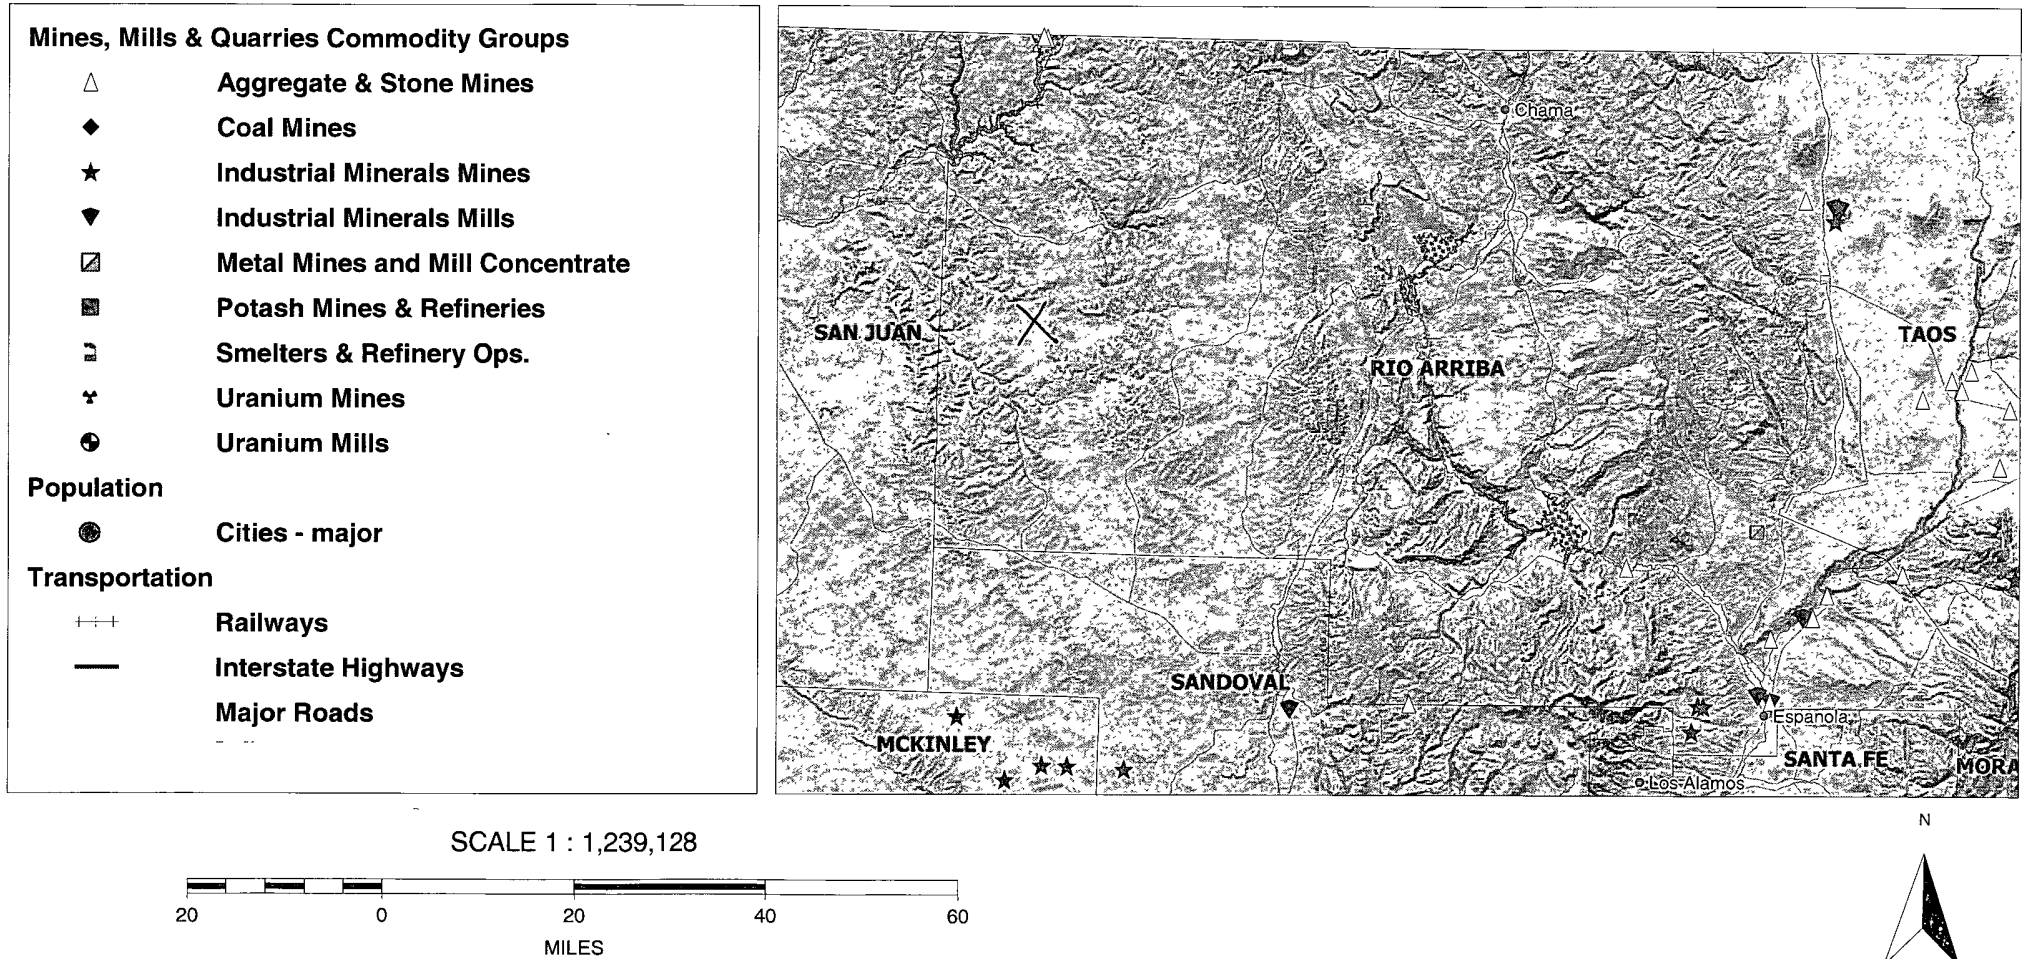 Mines, Mills & Quarries Commodity Groups
Aggregate & Stone Mines
Coal Mines
Industrial Minerals Mines
Industrial Minerals Mills
Metal Mines and Mill Concentrate
Potash Mines & Refineries
Smelters & Refinery Ops.
Uranium Mines
Uranium Mills
Population
Cities - major
Transportation
Railways
Interstate Highways
Major Roads
Chama
SAN JUAN
TAOS
RIO ARRIBA
SANDOVAL
MCKINLEY
Espanola
SANTA FE
MORA
Los Alamos
SCALE 1 : 1,239,128
20 0 20 40 60
MILES
N